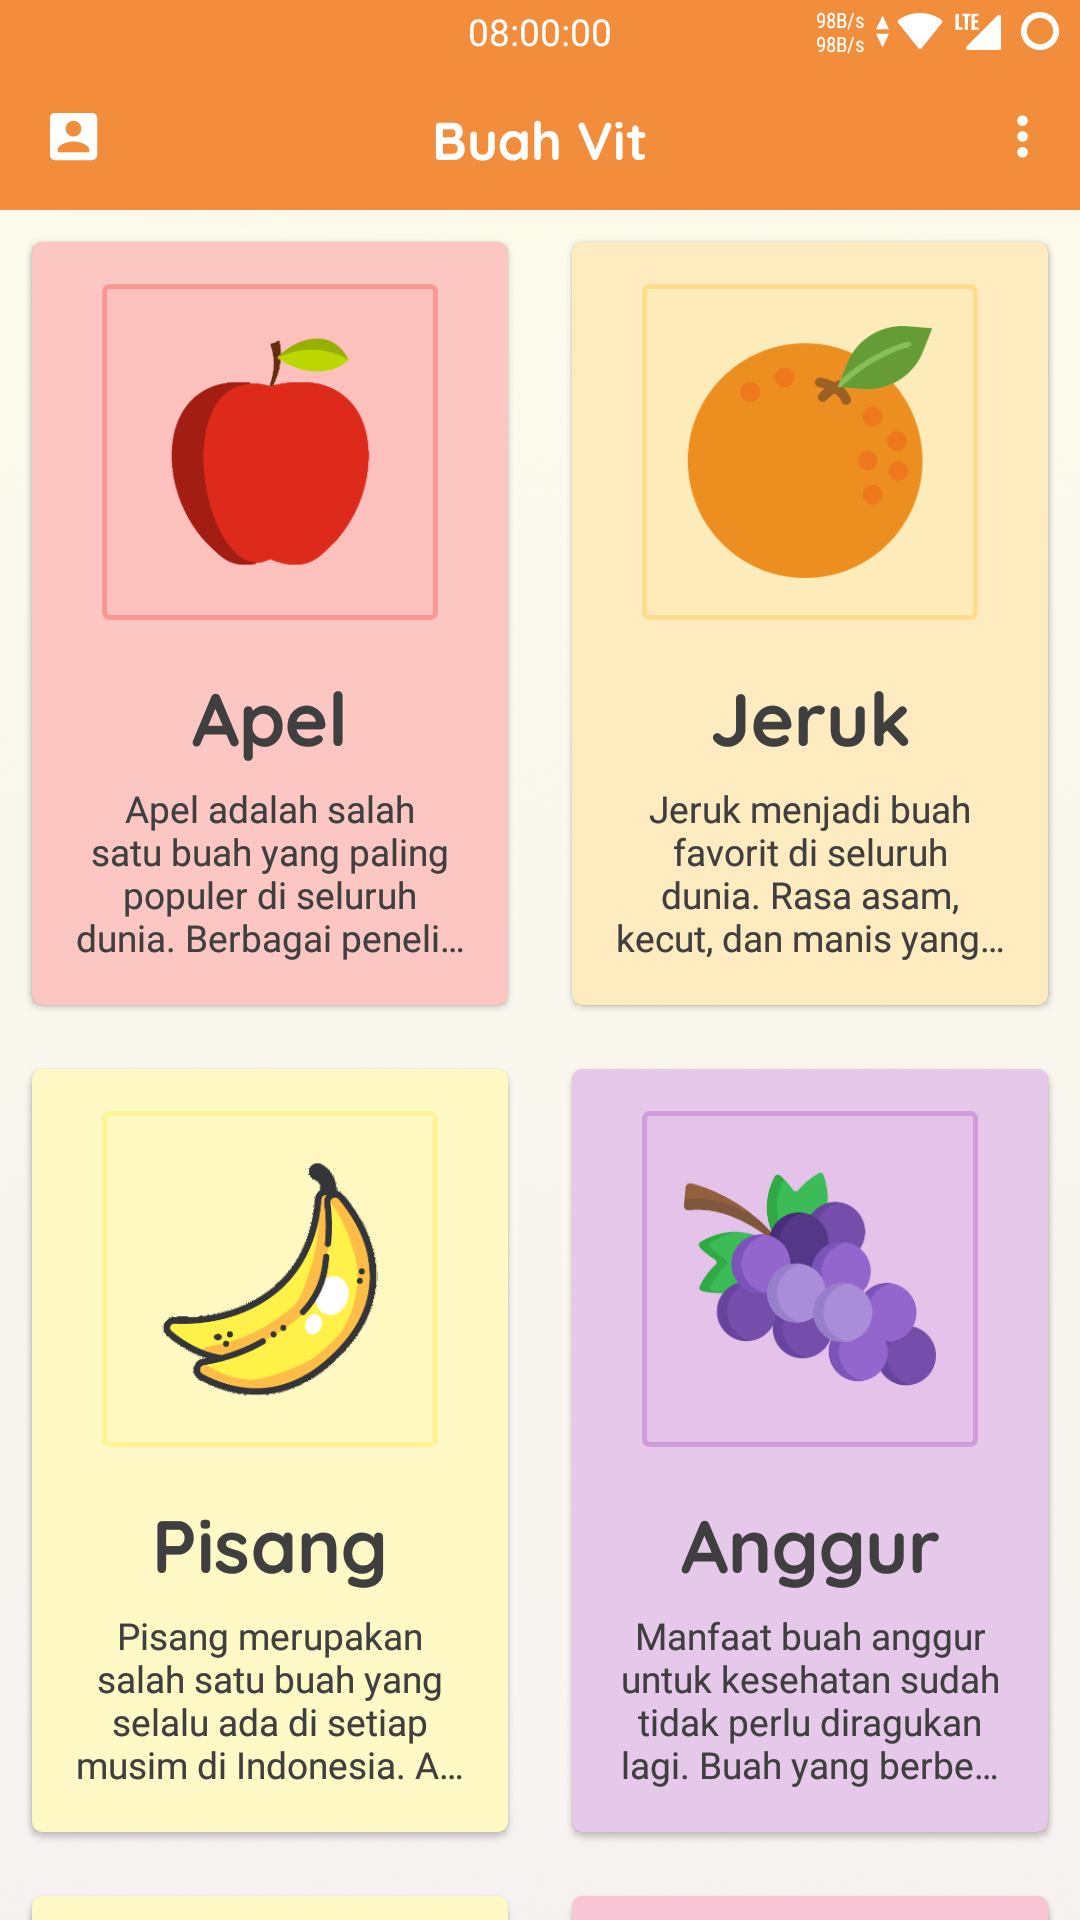 08:00:00
98B/s
98B/s
LTE
Buah Vit
Apel
Apel adalah salah
satu buah yang paling
populer di seluruh
dunia. Berbagai peneli...
Jeruk
Jeruk menjadi buah
favorit di seluruh
dunia. Rasa asam,
kecut, dan manis yang...
Pisang
Pisang merupakan
salah satu buah yang
selalu ada di setiap
musim di Indonesia. A...
Anggur
Manfaat buah anggur
untuk kesehatan sudah
tidak perlu diragukan
lagi. Buah yang berbe...